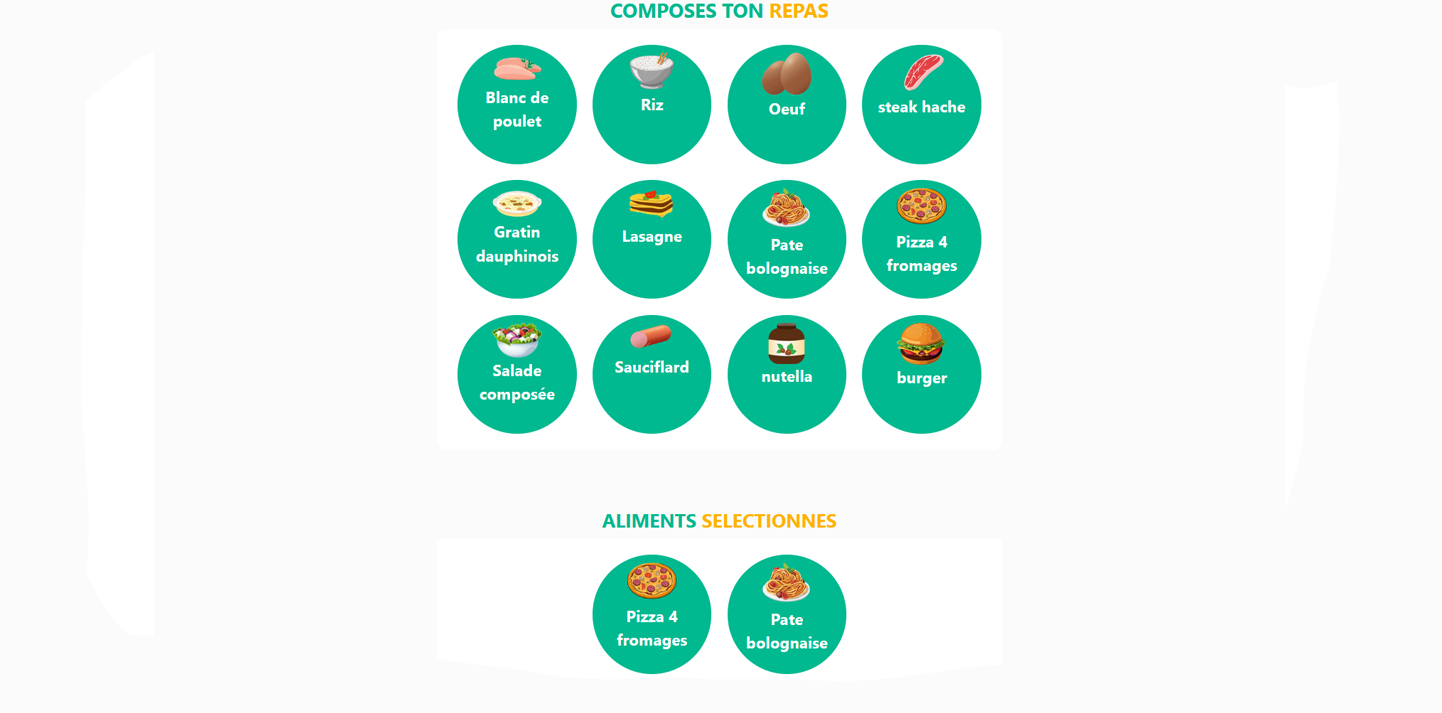 COMPOSES TON REPAS
Blanc de
poulet
Riz
Oeuf
steak hache
Gratin
dauphinois
Lasagne
Pate
bolognaise
Pizza 4
fromages
Salade
composée
Sauciflard
nutella
burger
ALIMENTS SELECTIONNES
Pizza 4
fromages
Pate
bolognaise